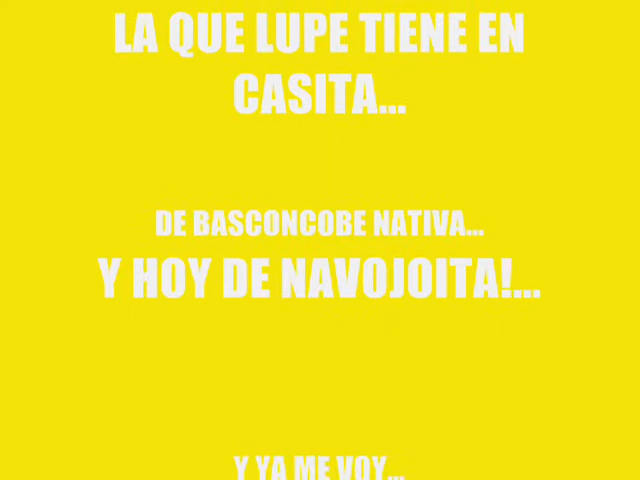 LA QUE LUPE TIENE EN
CASITA...
DE BASCONCOBE NATIVA...
Y HOY DE NAVOJOITA!...
Y YA ME VOY...